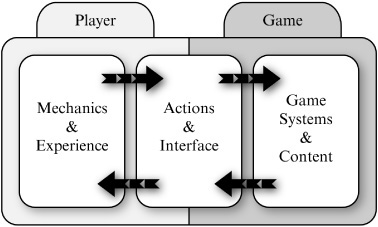 Player
Game
Mechanics
&
Experience
Actions
&
Interface
Game
Systems
&
Content